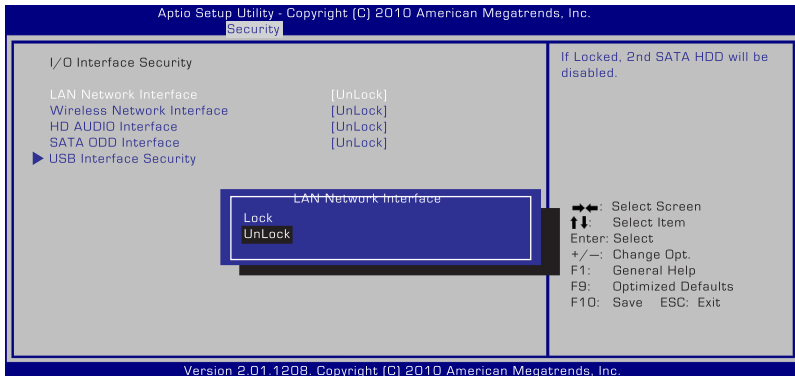 Aptio Setup Utility - Copyright (C) 2010 American Megatrends, Inc.
Security
I/O Interface Security
LAN Network Interface [UnLock]
Wireless Network Interface [UnLock]
HD AUDIO Interface [UnLock]
SATA ODD Interface [UnLock]
USB Interface Security
LAN Network Interface
Lock
UnLock
If Locked, 2nd SATA HDD will be
disabled.
→←: Select Screen
↑↓: Select Item
Enter: Select
+/—: Change Opt.
F1: General Help
F9: Optimized Defaults
F10: Save ESC: Exit
Version 2.01.1208. Copyright (C) 2010 American Megatrends, Inc.